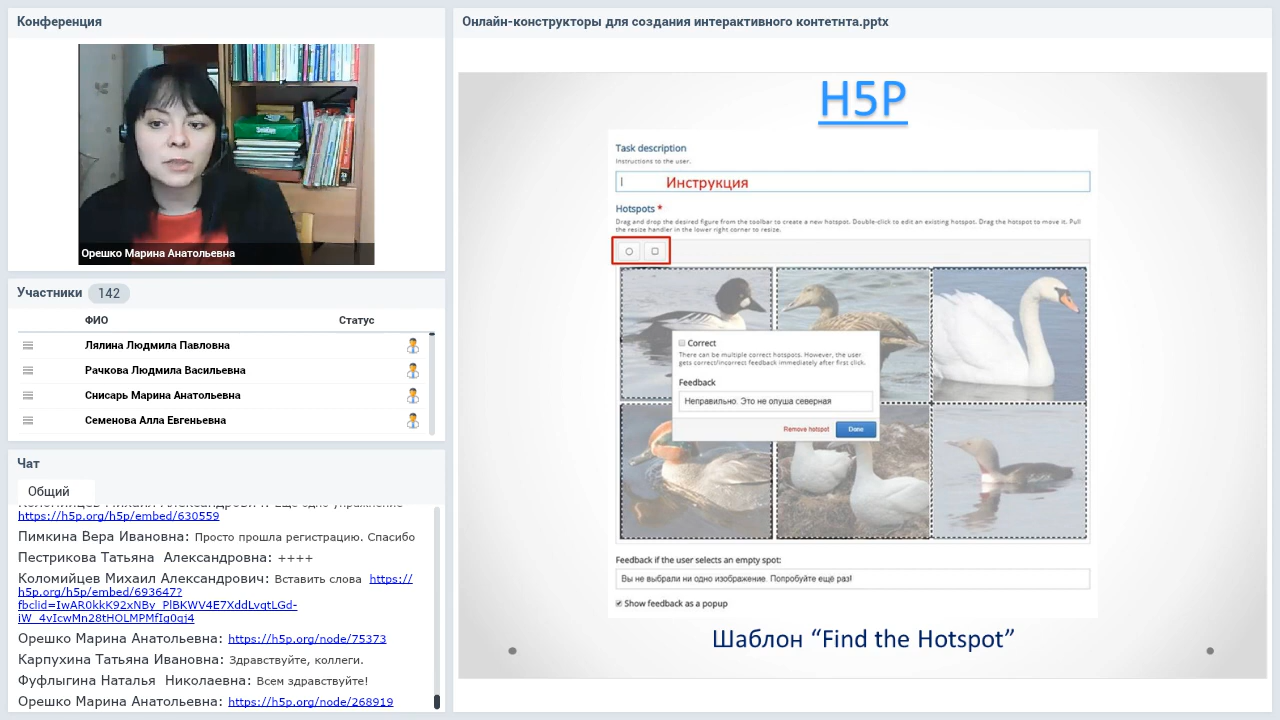 Конференция
Орешко Марина Анатольевна
Участники 142
ФИО Статус
Лялина Людмила Павловна
Рачкова Людмила Васильевна
Снисарь Марина Анатольевна
Семенова Алла Евгеньевна
Чат
Общий
Коломийцев Михаил Александрович: Еще одно упражнение
https://h5p.org/h5p/embed/630559
Пимкина Вера Ивановна: Просто прошла регистрацию. Спасибо
Пестрикова Татьяна Александровна: ++++
Коломийцев Михаил Александрович: Вставить слова https://
h5p.org/h5p/embed/693647?
fbclid=IwAR0kkK92xNBy_PlBKWV4E7XddLvqtLGd-
iW_4vIcwMn28tHOLMPMfIg0qj4
Орешко Марина Анатольевна: https://h5p.org/node/75373
Карпухина Татьяна Ивановна: Здравствуйте, коллеги.
Фуфлыгина Наталья Николаевна: Всем здравствуйте!
Орешко Марина Анатольевна: https://h5p.org/node/268919
Онлайн-конструкторы для создания интерактивного контетнта.pptx
H5P
Task description
Instructions to the user.
Инструкция
Hotspots *
Drag and drop the desired figure from the toolbar to create a new hotspot. Double-click to edit an existing hotspot. Drag the hotspot to move it. Pull
the resize handler in the lower right corner to resize.
Correct
There can be multiple correct hotspots. However, the user
gets correct/incorrect feedback immediately after first click.
Feedback
Неправильно. Это не опуша северная
Remove hotspot Done
Feedback if the user selects an empty spot:
Вы не выбрали ни одно изображение. Попробуйте ещё раз!
Show feedback as a popup
Шаблон “Find the Hotspot”